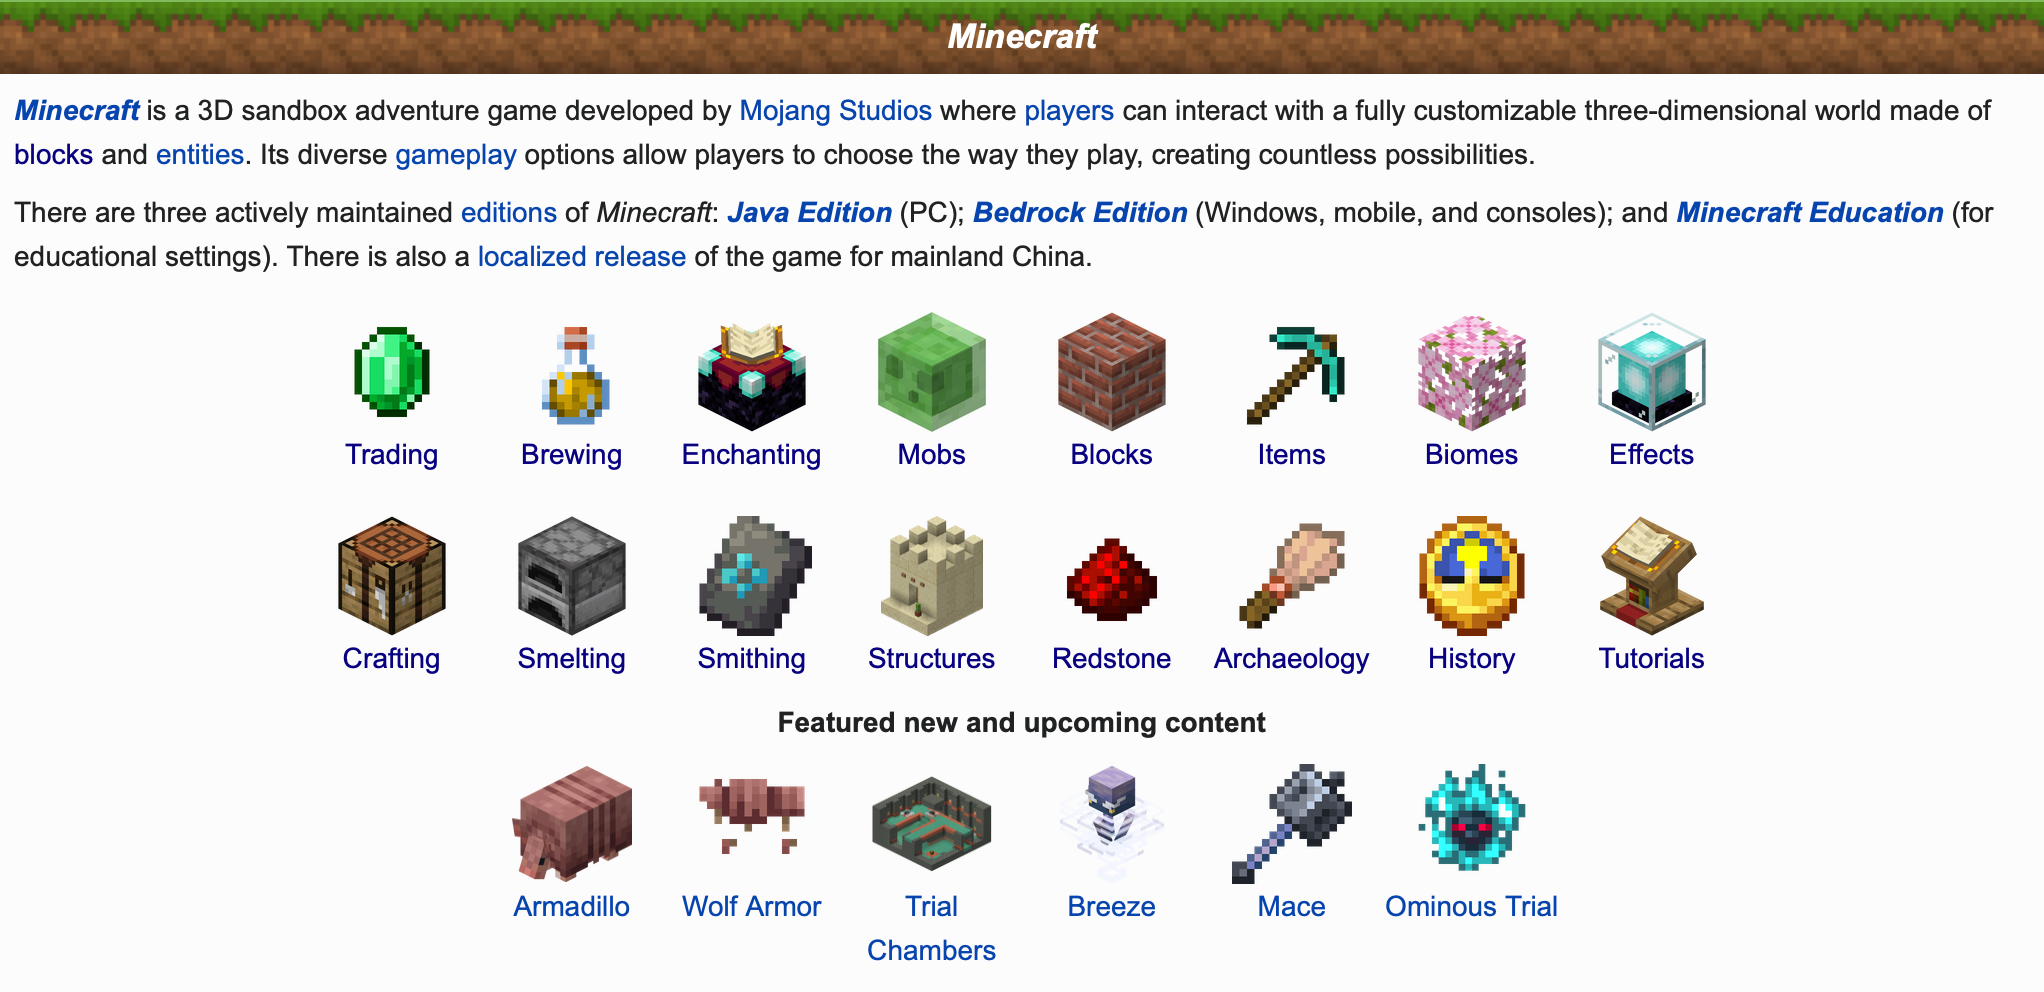 Minecraft
Minecraft is a 3D sandbox adventure game developed by Mojang Studios where players can interact with a fully customizable three-dimensional world made of
blocks and entities. Its diverse gameplay options allow players to choose the way they play, creating countless possibilities.
There are three actively maintained editions of Minecraft: Java Edition (PC); Bedrock Edition (Windows, mobile, and consoles); and Minecraft Education (for
educational settings). There is also a localized release of the game for mainland China.
Trading Brewing Enchanting Mobs Blocks Items Biomes Effects
Crafting Smelting Smithing Structures Redstone Archaeology History Tutorials
Featured new and upcoming content
Armadillo Wolf Armor Trial Breeze Mace Ominous Trial
Chambers